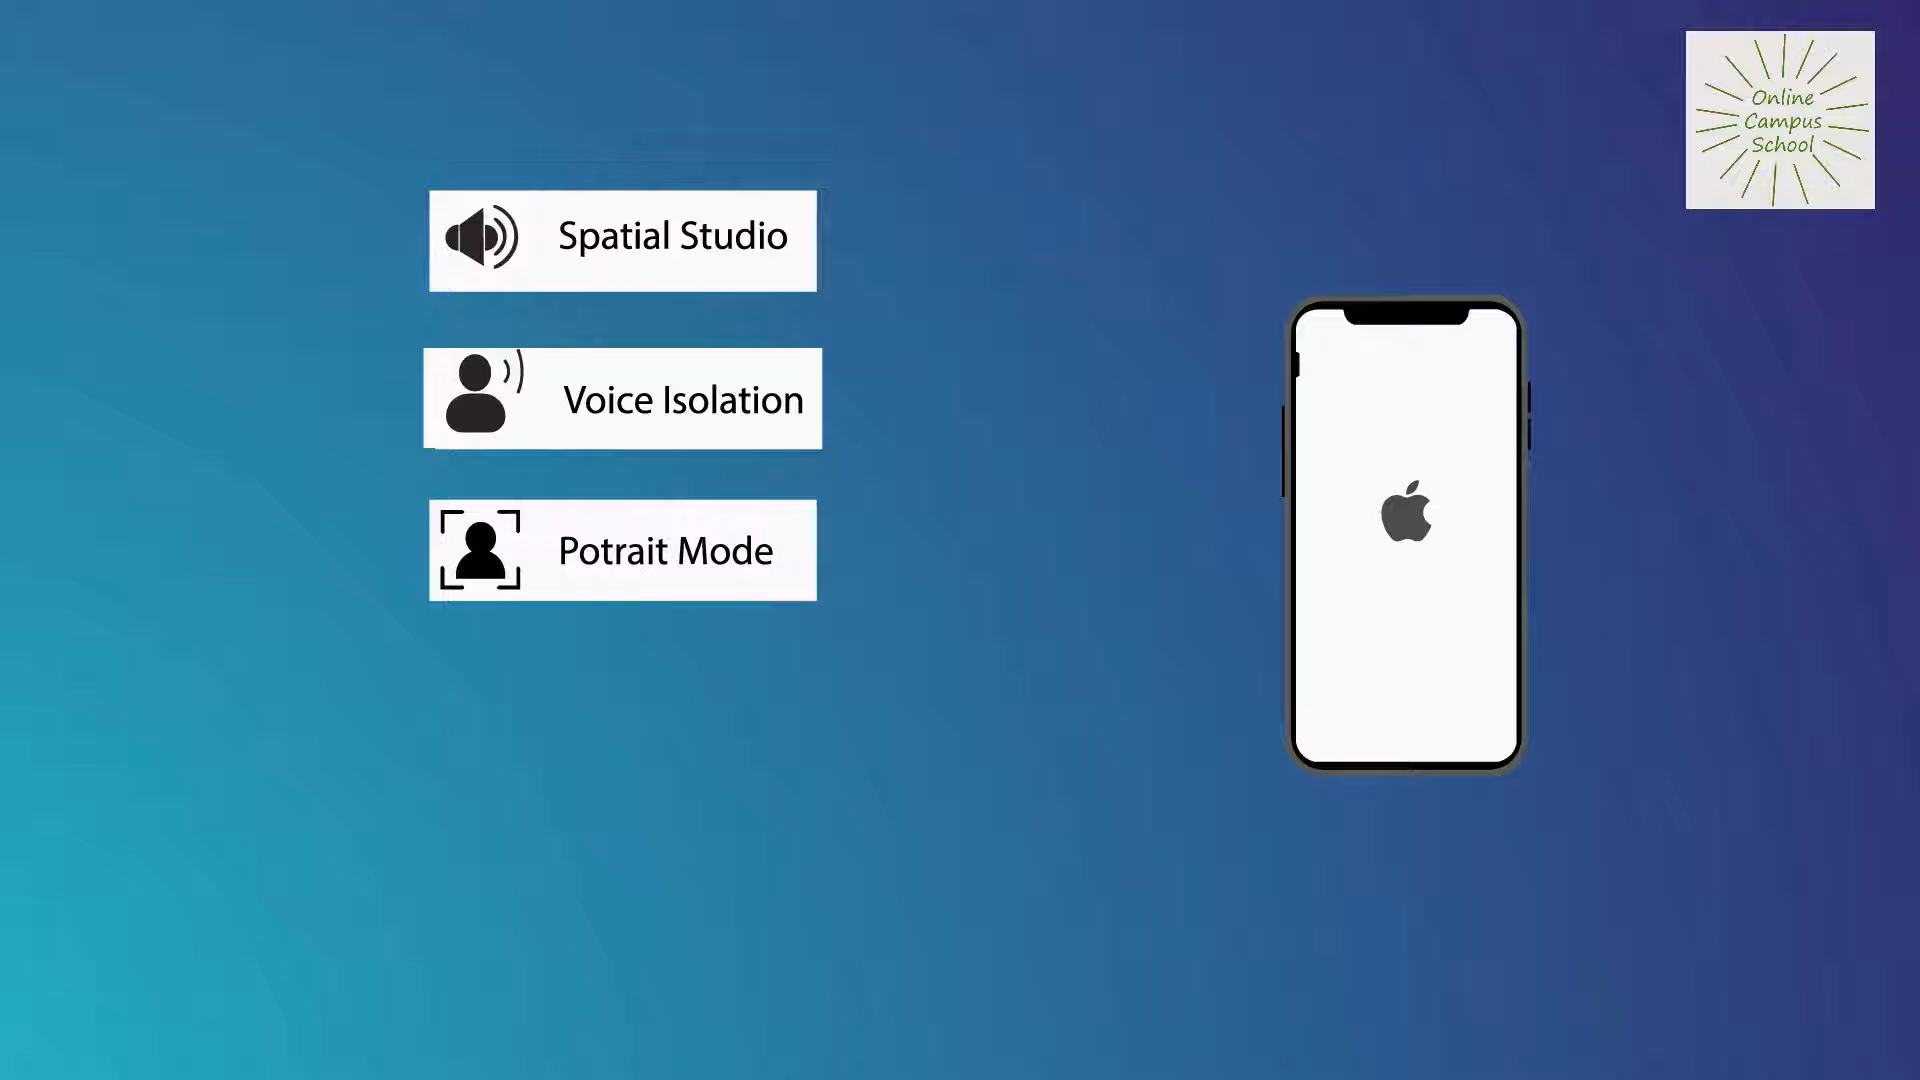 Online
Campus
School
Spatial Studio
Voice Isolation
Potrait Mode